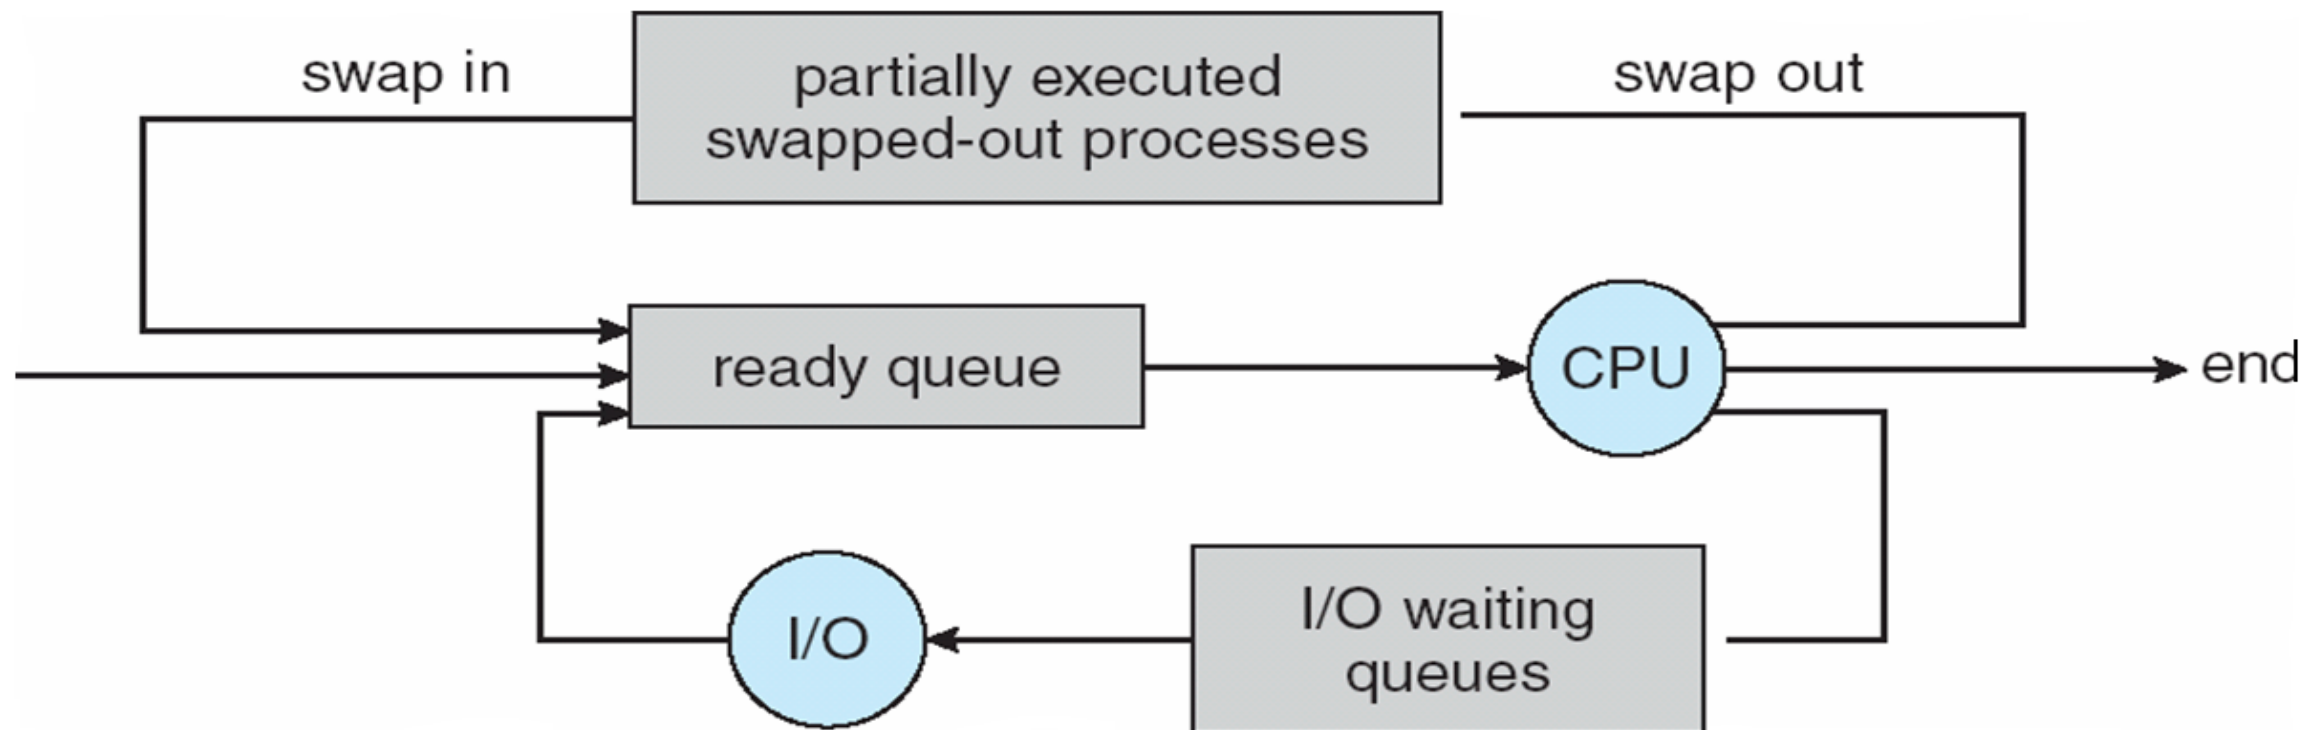 swap in
partially executed
swapped-out processes
swap out
ready queue
CPU
end
I/O
I/O waiting
queues